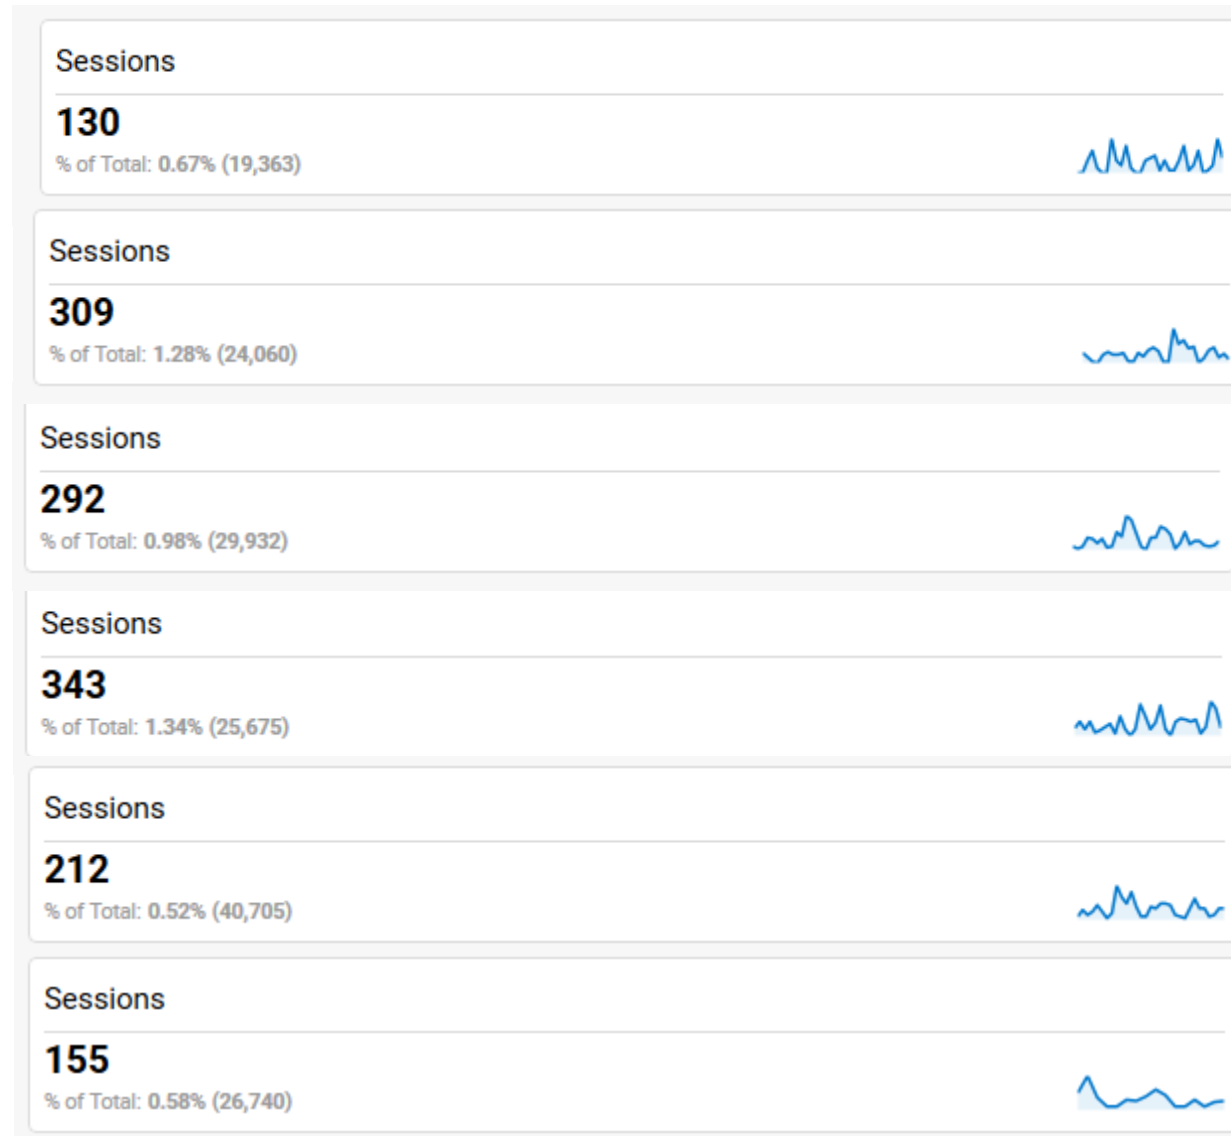 Sessions
130
% of Total: 0.67% (19,363)
Sessions
309
% of Total: 1.28% (24,060)
Sessions
292
% of Total: 0.98% (29,932)
Sessions
343
% of Total: 1.34% (25,675)
Sessions
212
% of Total: 0.52% (40,705)
Sessions
155
% of Total: 0.58% (26,740)